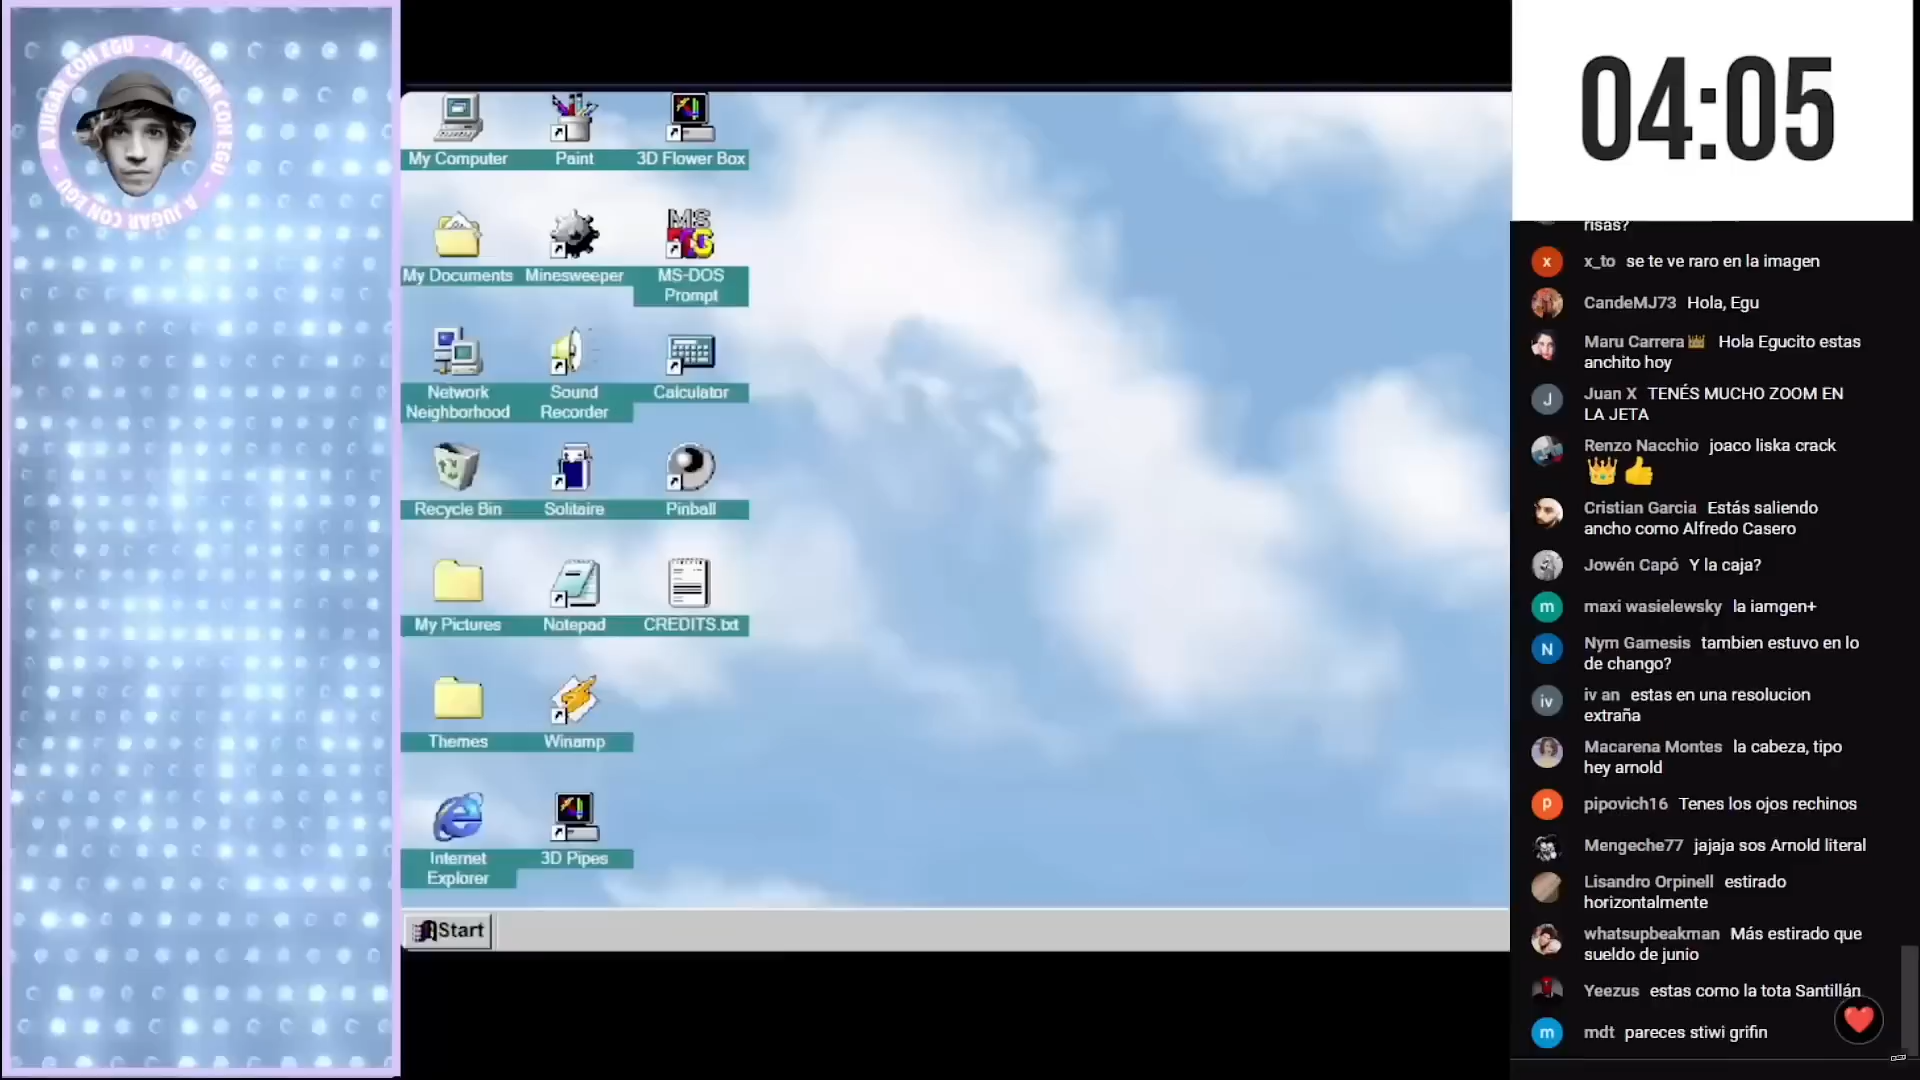 A JUGAR CON EGU · A JUGAR CON EGU · A JUGAR CON EGU ·
My Computer
Paint
3D Flower Box
My Documents
Minesweeper
MS-DOS
Prompt
Network
Neighborhood
Sound
Recorder
Calculator
Recycle Bin
Solitaire
Pinball
My Pictures
Notepad
CREDITS.txt
Themes
Winamp
Internet
Explorer
3D Pipes
Start
04:05
risas?
x_to se te ve raro en la imagen
CandeMJ73 Hola, Egu
Maru Carrera Hola Egucito estas
anchito hoy
Juan X TENÉS MUCHO ZOOM EN
LA JETA
Renzo Nacchio joaco liska crack
Cristian Garcia Estás saliendo
ancho como Alfredo Casero
Jowén Capó Y la caja?
maxi wasielewsky la iamgen+
Nym Gamesis tambien estuvo en lo
de chango?
iv an estas en una resolucion
extraña
Macarena Montes la cabeza, tipo
hey arnold
pipovich16 Tenes los ojos rechinos
Mengeche77 jajaja sos Arnold literal
Lisandro Orpinell estirado
horizontalmente
whatsupbeakman Más estirado que
sueldo de junio
Yeezus estas como la tota Santillán
mdt pareces stiwi grifin